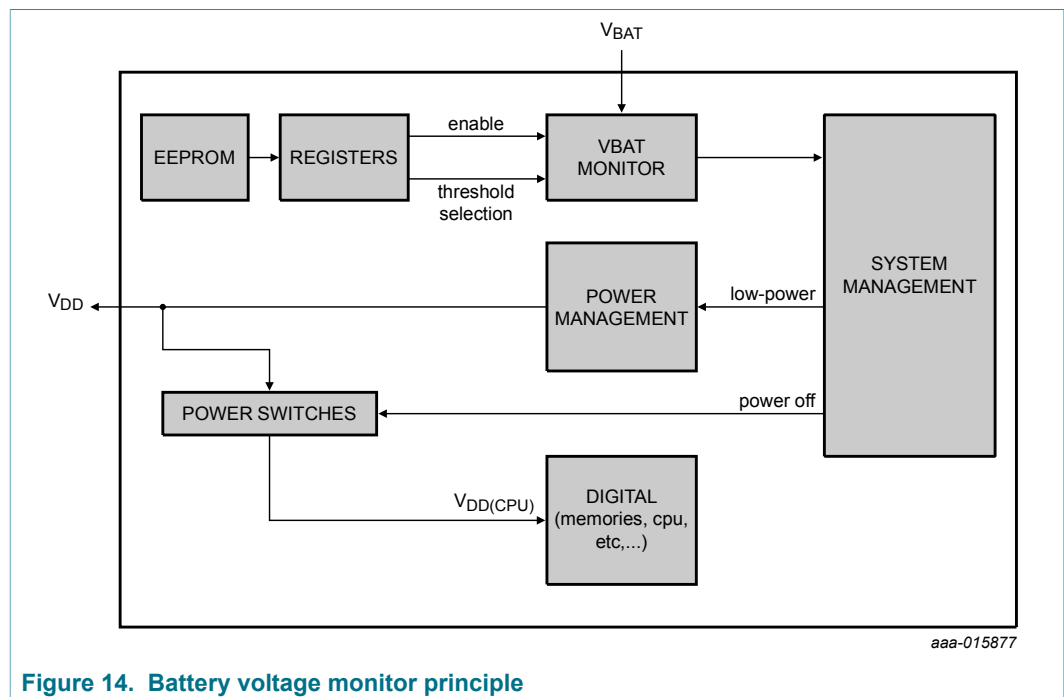 VBAT
EEPROM
REGISTERS
enable
threshold
selection
VBAT
MONITOR
SYSTEM
MANAGEMENT
VDD
POWER
MANAGEMENT
low-power
POWER SWITCHES
power off
VDD(CPU)
DIGITAL
(memories, cpu,
etc,...)
aaa-015877
Figure 14. Battery voltage monitor principle